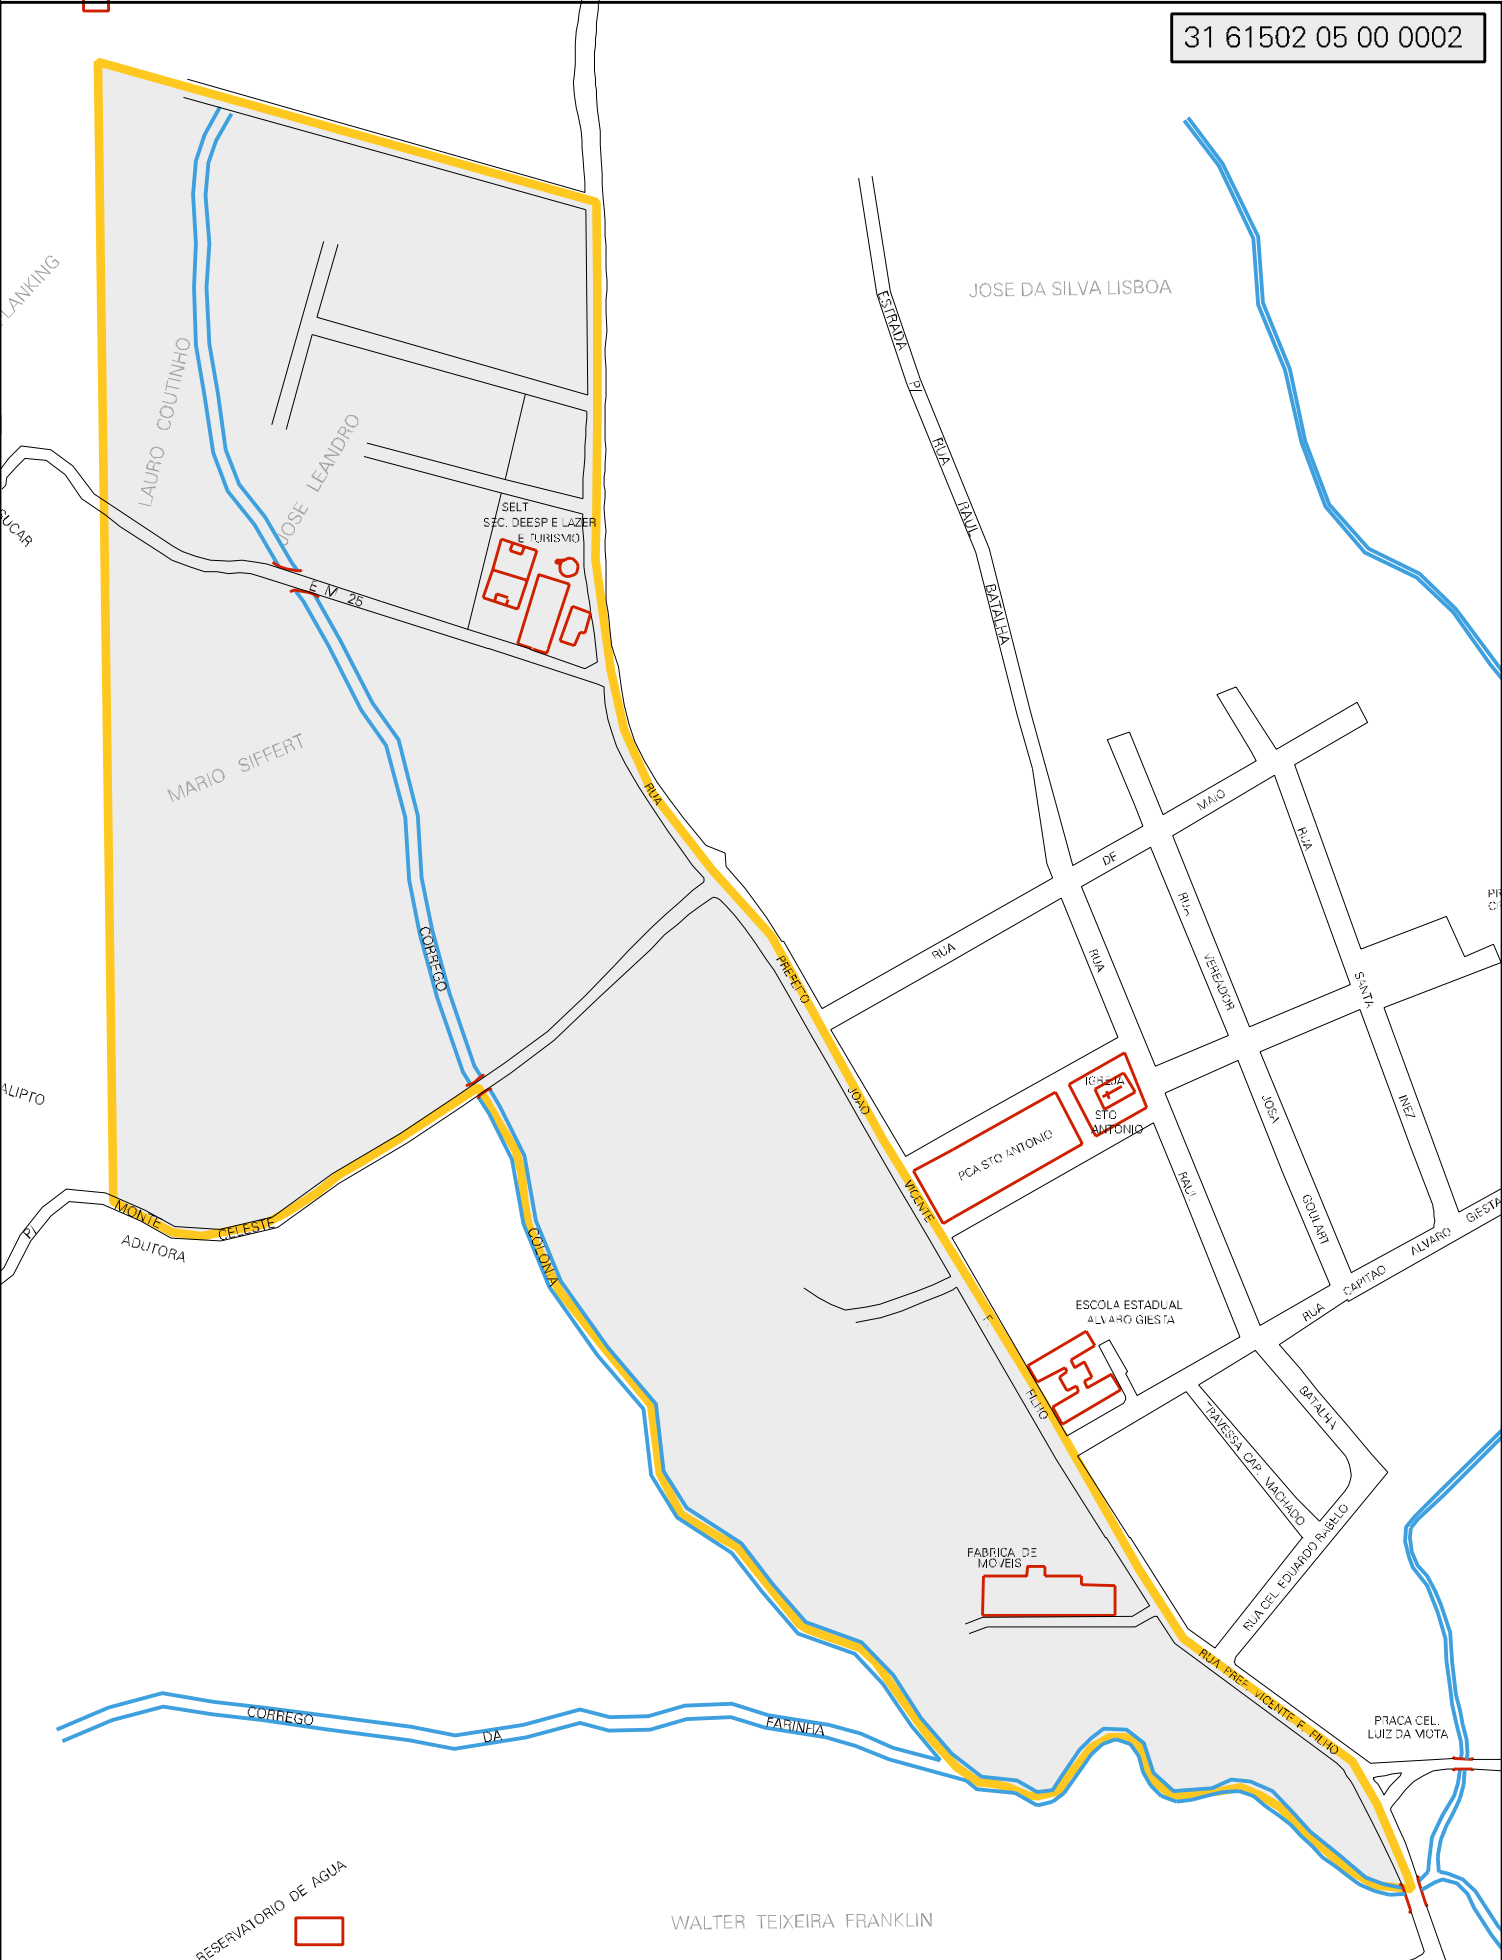 31 61502 05 00 0002
LANKING
JOSE DA SILVA LISBOA
LAURO COUTINHO
ESTRADA P/ RUA RAUL BATALHA
JOSE LEANDRO
SELT
SEC. DEESP E LAZER
E TURISMO
E M 25
MARIO SIFFERT
RUA PREFEITO JOAO VICENTE F. FILHO
RUA DE MAIO
RUA SANTA INEZ
RUA VEREADOR JOSA GOULART
RUA RAUL BATALHA
CORREGO COLONIA
ALIPTO
IGREJA
STO
ANTONIO
PCA STO ANTONIO
P/ MONTE CELESTE
ADUTORA
RUA CAPITAO ALVARO GIESTA
ESCOLA ESTADUAL
ALVARO GIESTA
TRAVESSA CAP. MACHADO
RUA CEL EDUARDO RABELO
FABRICA DE
MOVEIS
RUA PREF. VICENTE F. FILHO
CORREGO DA FARINHA
PRACA CEL.
LUIZ DA MOTA
RESERVATORIO DE AGUA
WALTER TEIXEIRA FRANKLIN